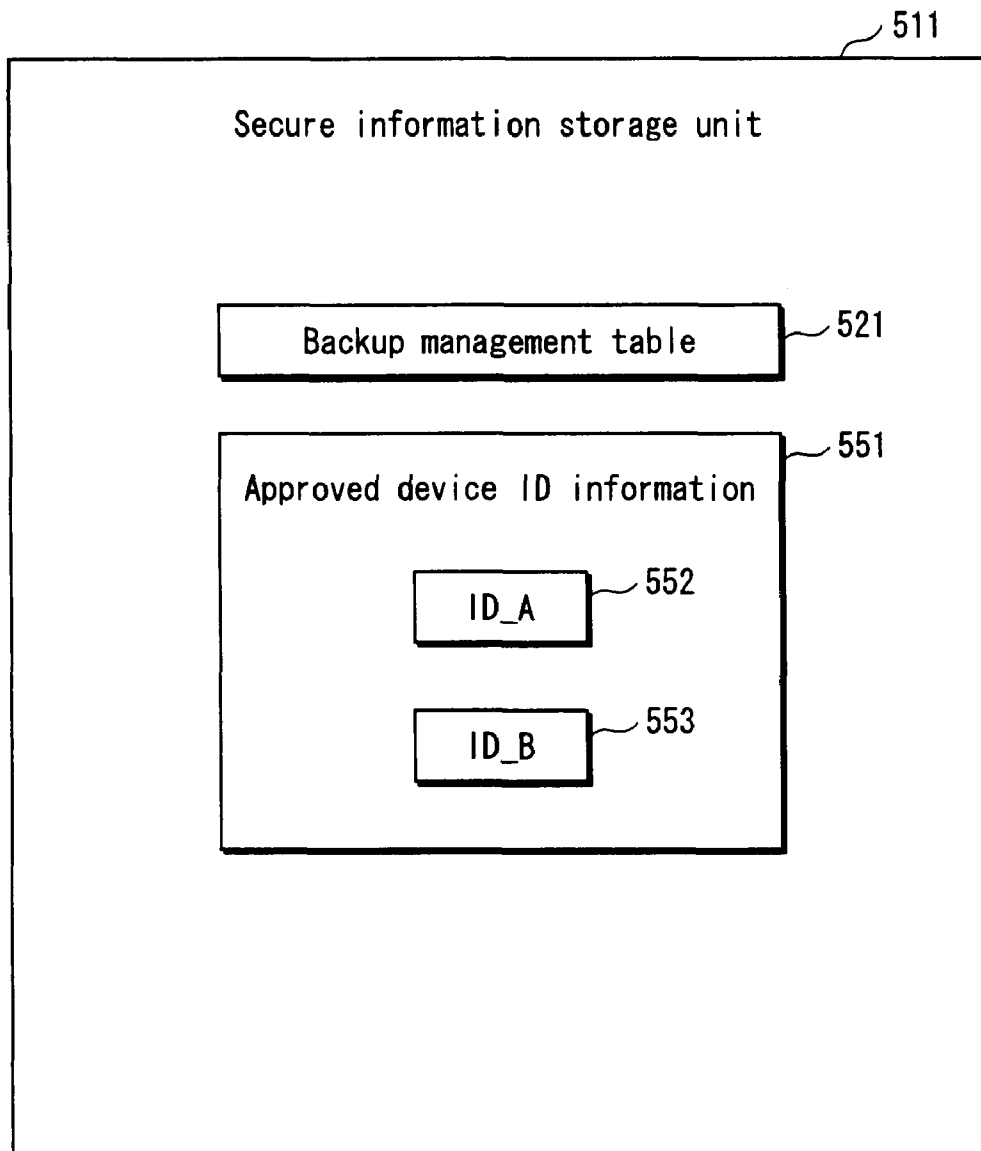 511
Secure information storage unit
Backup management table
521
551
Approved device ID information
552
ID_A
553
ID_B